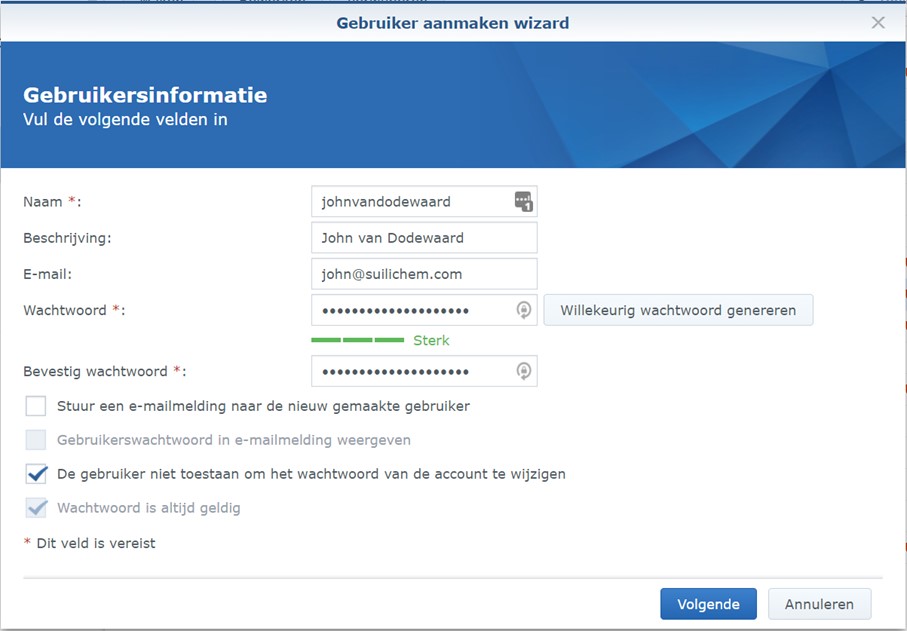 Gebruiker aanmaken wizard
Gebruikersinformatie
Vul de volgende velden in
Naam *: johnvandodewaard 1
Beschrijving: John van Dodewaard
E-mail: john@suilichem.com
Wachtwoord *: ••••••••••••••••••• Willekeurig wachtwoord genereren
Sterk
Bevestig wachtwoord *: •••••••••••••••••••
Stuur een e-mailmelding naar de nieuw gemaakte gebruiker
Gebruikerswachtwoord in e-mailmelding weergeven
De gebruiker niet toestaan om het wachtwoord van de account te wijzigen
Wachtwoord is altijd geldig
* Dit veld is vereist
Volgende Annuleren